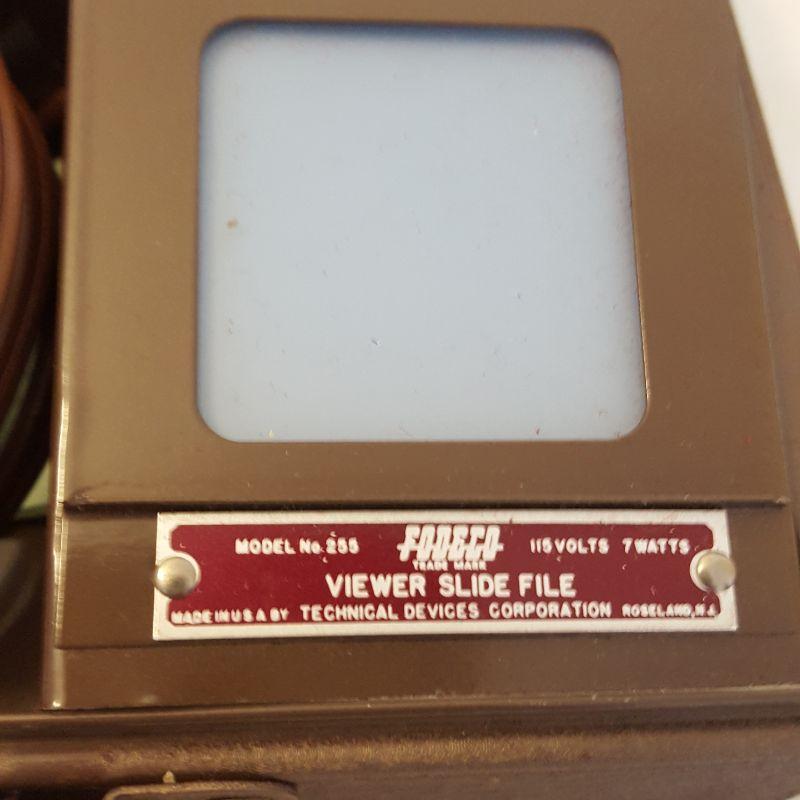 MODEL No. 255 FODECO 115 VOLTS 7 WATTS
TRADE MARK
VIEWER SLIDE FILE
MADE IN U S A BY TECHNICAL DEVICES CORPORATION ROSELAND, N.J.